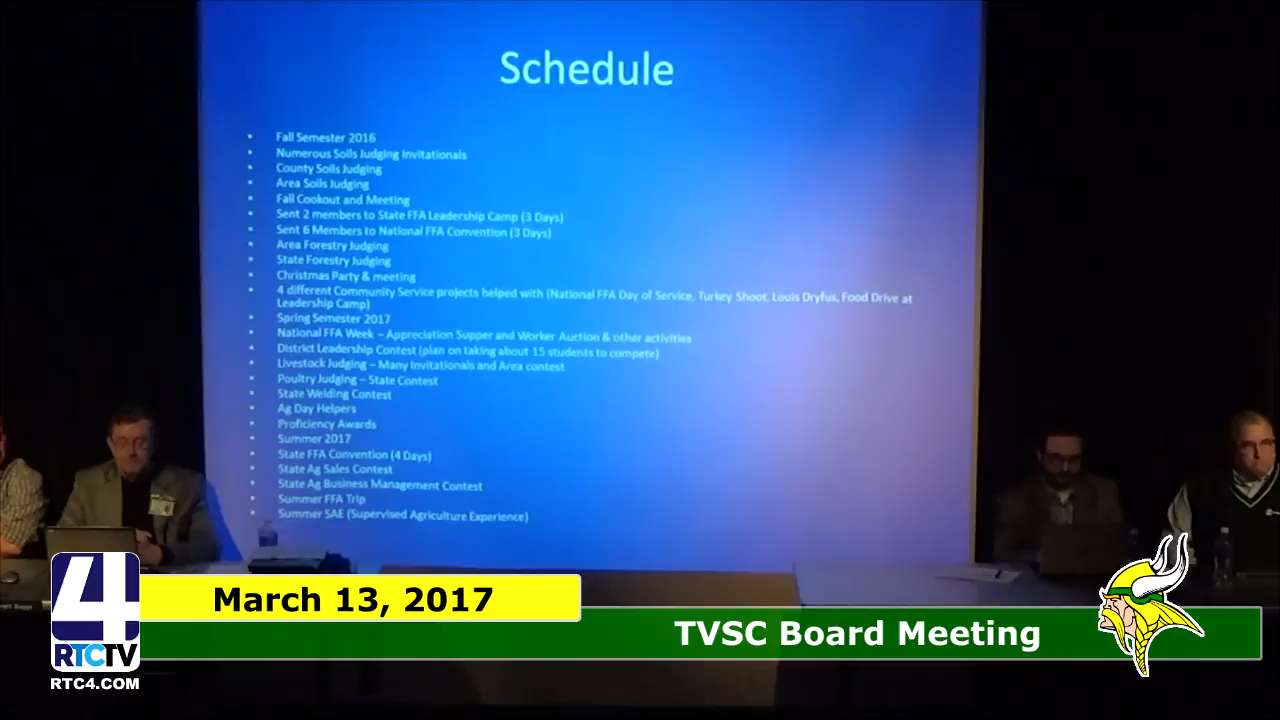 Schedule
• Fall Semester 2016
• Numerous Soils Judging Invitationals
• County Soils Judging
• Area Soils Judging
• Fall Cookout and Meeting
• Sent 2 members to State FFA Leadership Camp (3 Days)
• Sent 6 Members to National FFA Convention (3 Days)
• Area Forestry Judging
• State Forestry Judging
• Christmas Party & meeting
• 4 different Community Service projects helped with (National FFA Day of Service, Turkey Shoot, Louis Dryfus, Food Drive at
Leadership Camp)
• Spring Semester 2017
• National FFA Week – Appreciation Supper and Worker Auction & other activities
• District Leadership Contest (plan on taking about 15 students to compete)
• Livestock Judging – Many Invitationals and Area contest
• Poultry Judging – State Contest
• State Welding Contest
• Ag Day Helpers
• Proficiency Awards
• Summer 2017
• State FFA Convention (4 Days)
• State Ag Sales Contest
• State Ag Business Management Contest
• Summer FFA Trip
• Summer SAE (Supervised Agriculture Experience)
4
RTCTV
RTC4.COM
March 13, 2017
TVSC Board Meeting